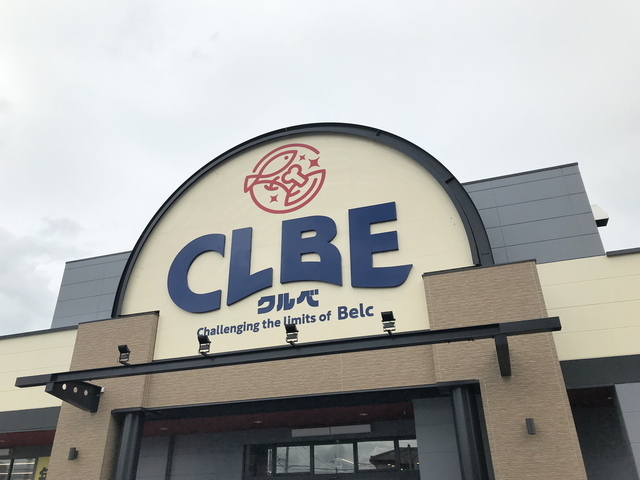 CLBE
クルベ
Challenging the limits of Belc